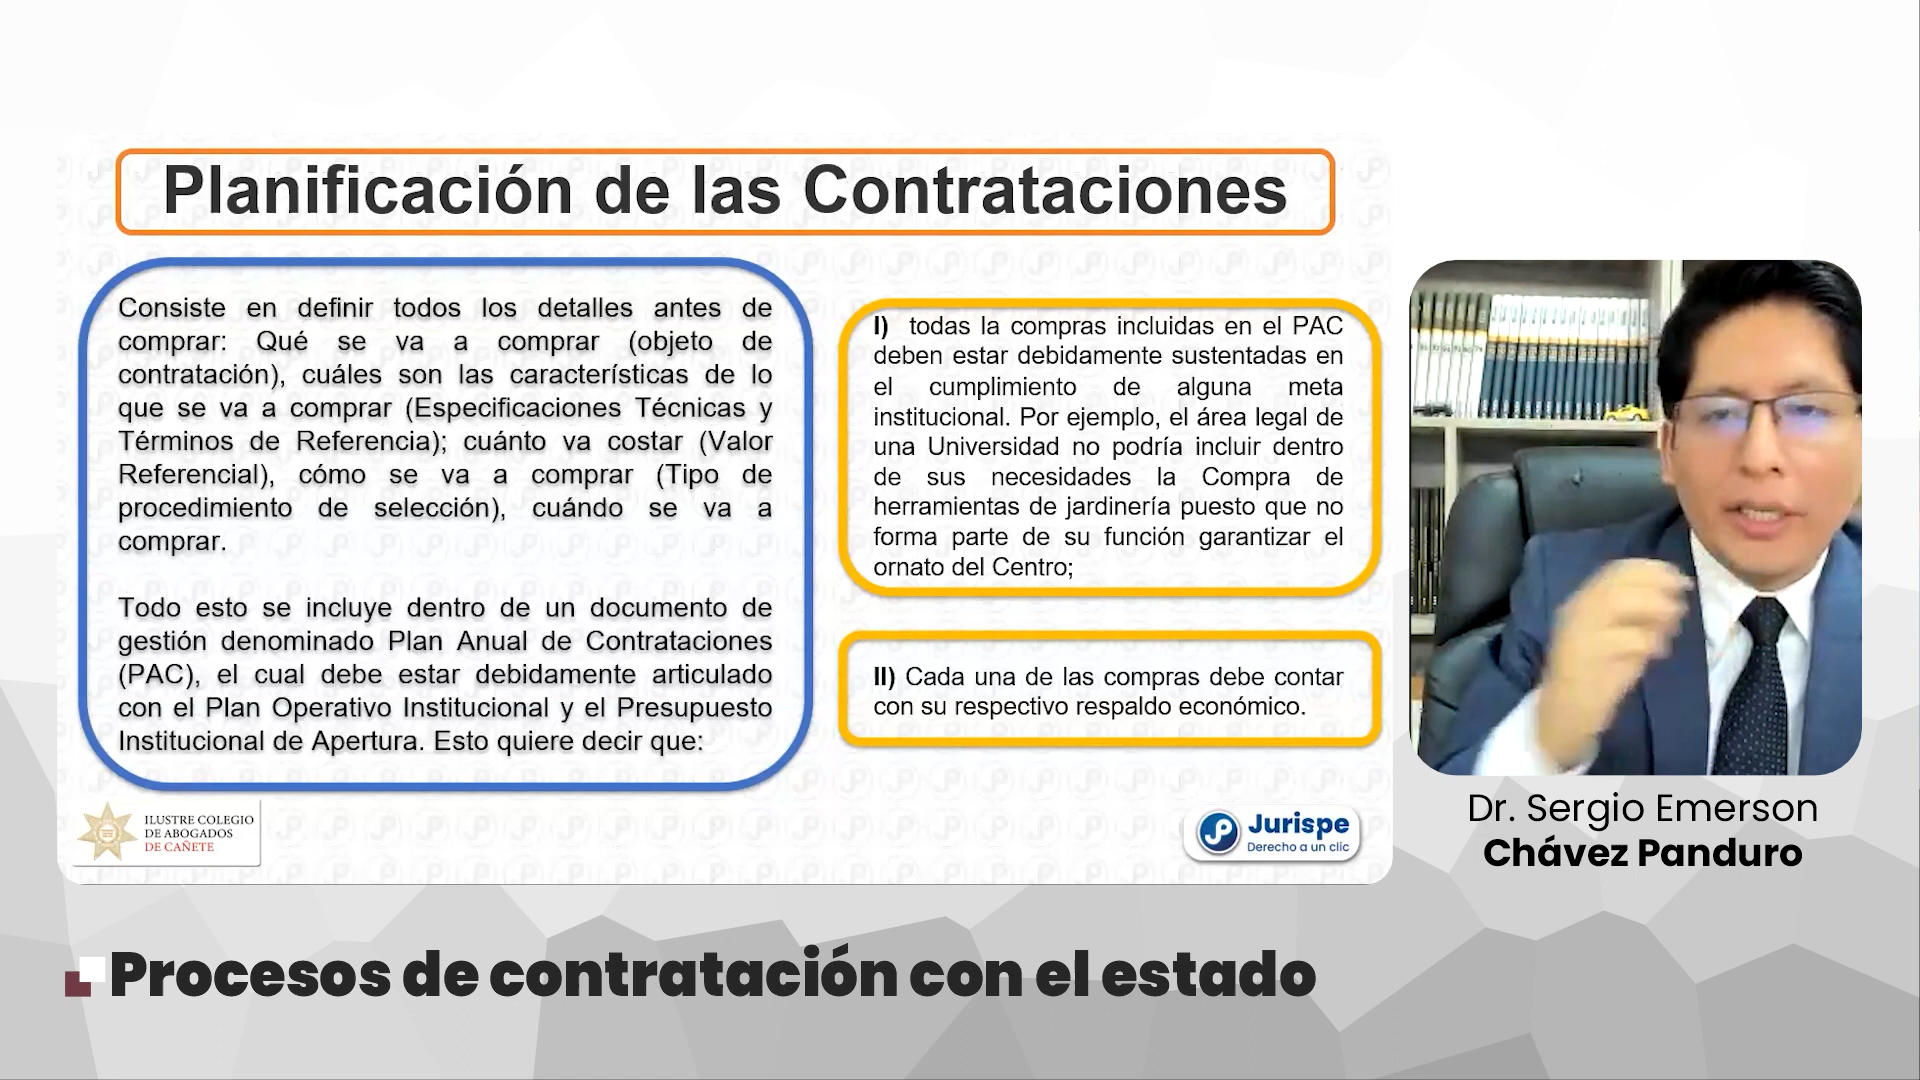 Planificación de las Contrataciones
Consiste en definir todos los detalles antes de
comprar: Qué se va a comprar (objeto de
contratación), cuáles son las características de lo
que se va a comprar (Especificaciones Técnicas y
Términos de Referencia); cuánto va costar (Valor
Referencial), cómo se va a comprar (Tipo de
procedimiento de selección), cuándo se va a
comprar.
Todo esto se incluye dentro de un documento de
gestión denominado Plan Anual de Contrataciones
(PAC), el cual debe estar debidamente articulado
con el Plan Operativo Institucional y el Presupuesto
Institucional de Apertura. Esto quiere decir que:
I) todas la compras incluidas en el PAC
deben estar debidamente sustentadas en
el cumplimiento de alguna meta
institucional. Por ejemplo, el área legal de
una Universidad no podría incluir dentro
de sus necesidades la Compra de
herramientas de jardinería puesto que no
forma parte de su función garantizar el
ornato del Centro;
II) Cada una de las compras debe contar
con su respectivo respaldo económico.
ILUSTRE COLEGIO
DE ABOGADOS
DE CAÑETE
Jurispe
Derecho a un clic
Dr. Sergio Emerson
Chávez Panduro
Procesos de contratación con el estado